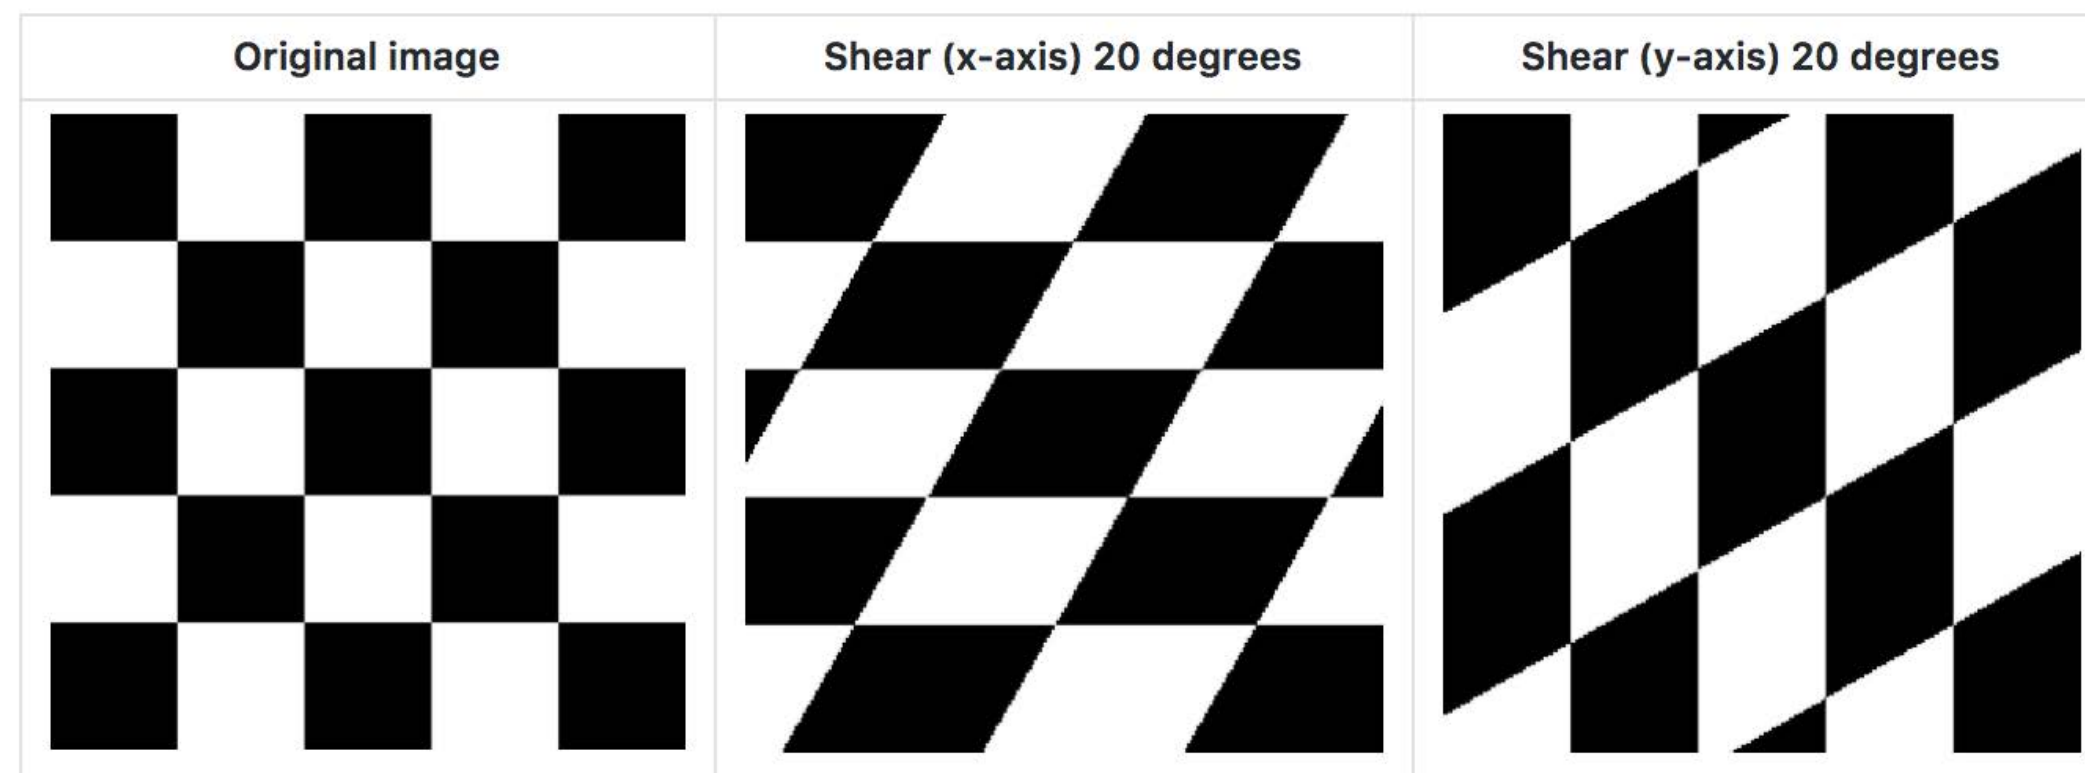 Original image
Shear (x-axis) 20 degrees
Shear (y-axis) 20 degrees